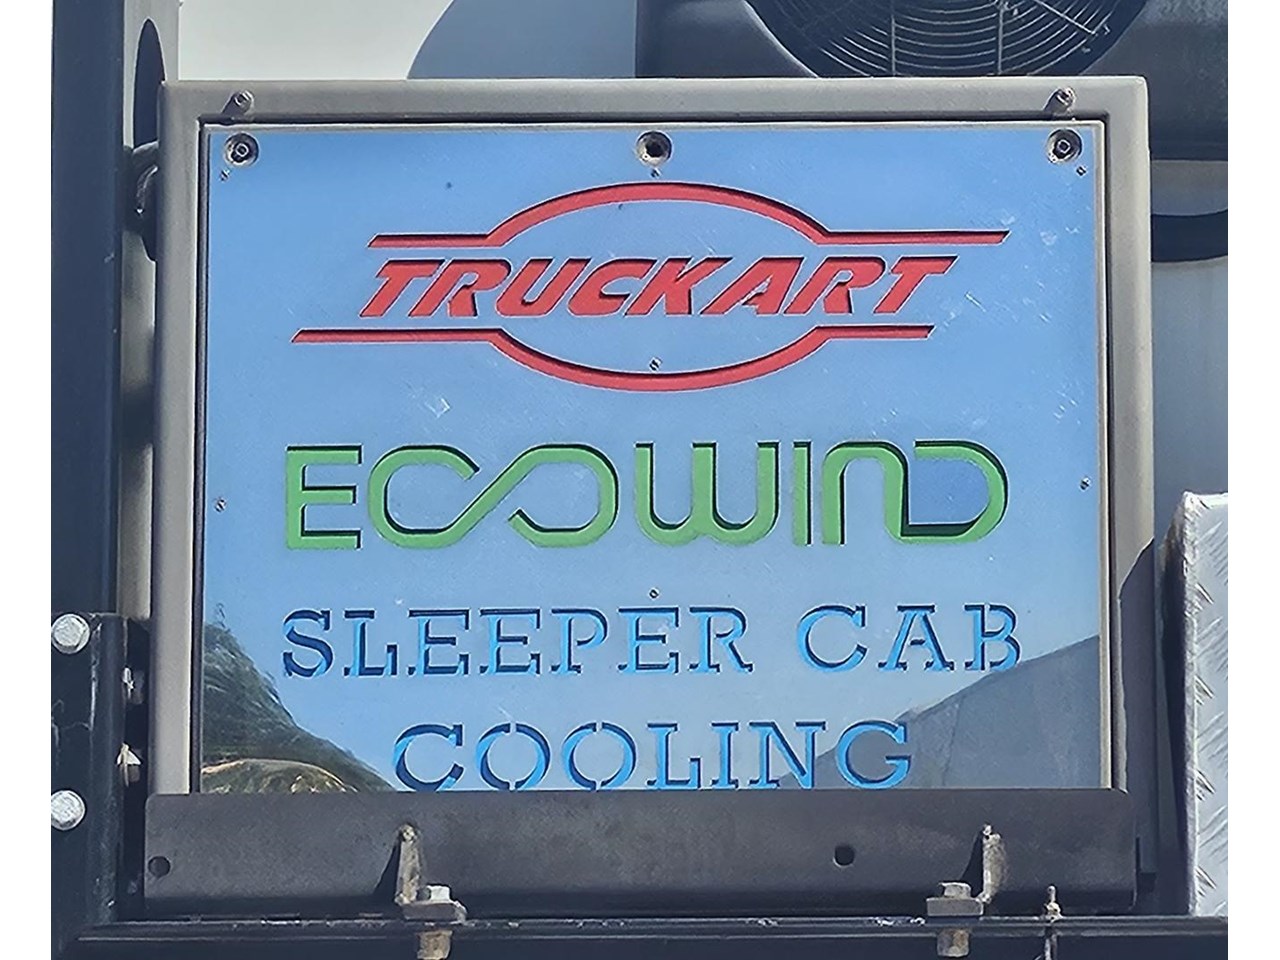 TRUCKART
ECOWIND
SLEEPER CAB
COOLING